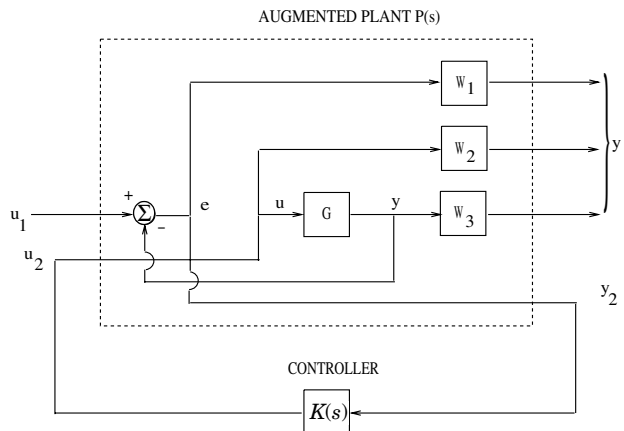 AUGMENTED PLANT P(s)
W1
W2
y
+
Σ
−
e
u
G
y
W3
u1
u2
y2
CONTROLLER
K(s)